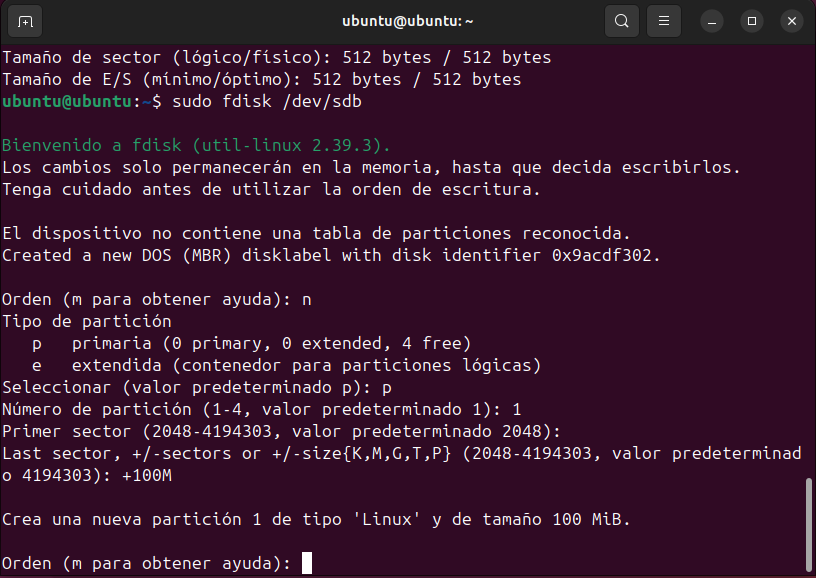 ubuntu@ubuntu: ~
Tamaño de sector (lógico/físico): 512 bytes / 512 bytes
Tamaño de E/S (mínimo/óptimo): 512 bytes / 512 bytes
ubuntu@ubuntu:~$ sudo fdisk /dev/sdb
Bienvenido a fdisk (util-linux 2.39.3).
Los cambios solo permanecerán en la memoria, hasta que decida escribirlos.
Tenga cuidado antes de utilizar la orden de escritura.
El dispositivo no contiene una tabla de particiones reconocida.
Created a new DOS (MBR) disklabel with disk identifier 0x9acdf302.
Orden (m para obtener ayuda): n
Tipo de partición
   p   primaria (0 primary, 0 extended, 4 free)
   e   extendida (contenedor para particiones lógicas)
Seleccionar (valor predeterminado p): p
Número de partición (1-4, valor predeterminado 1): 1
Primer sector (2048-4194303, valor predeterminado 2048):
Last sector, +/-sectors or +/-size{K,M,G,T,P} (2048-4194303, valor predeterminad
o 4194303): +100M
Crea una nueva partición 1 de tipo 'Linux' y de tamaño 100 MiB.
Orden (m para obtener ayuda):